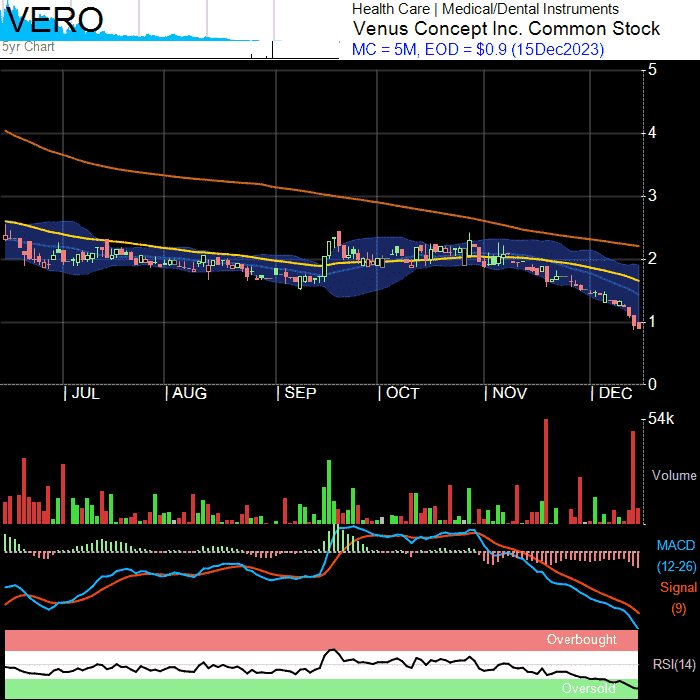 VERO
Health Care | Medical/Dental Instruments
Venus Concept Inc. Common Stock
5yr Chart
MC = 5M, EOD = $0.9 (15Dec2023)
5
4
3
2
1
0
| JUL | AUG | SEP | OCT | NOV | DEC
54k
Volume
MACD
(12-26)
Signal
(9)
Overbought
RSI(14)
Oversold